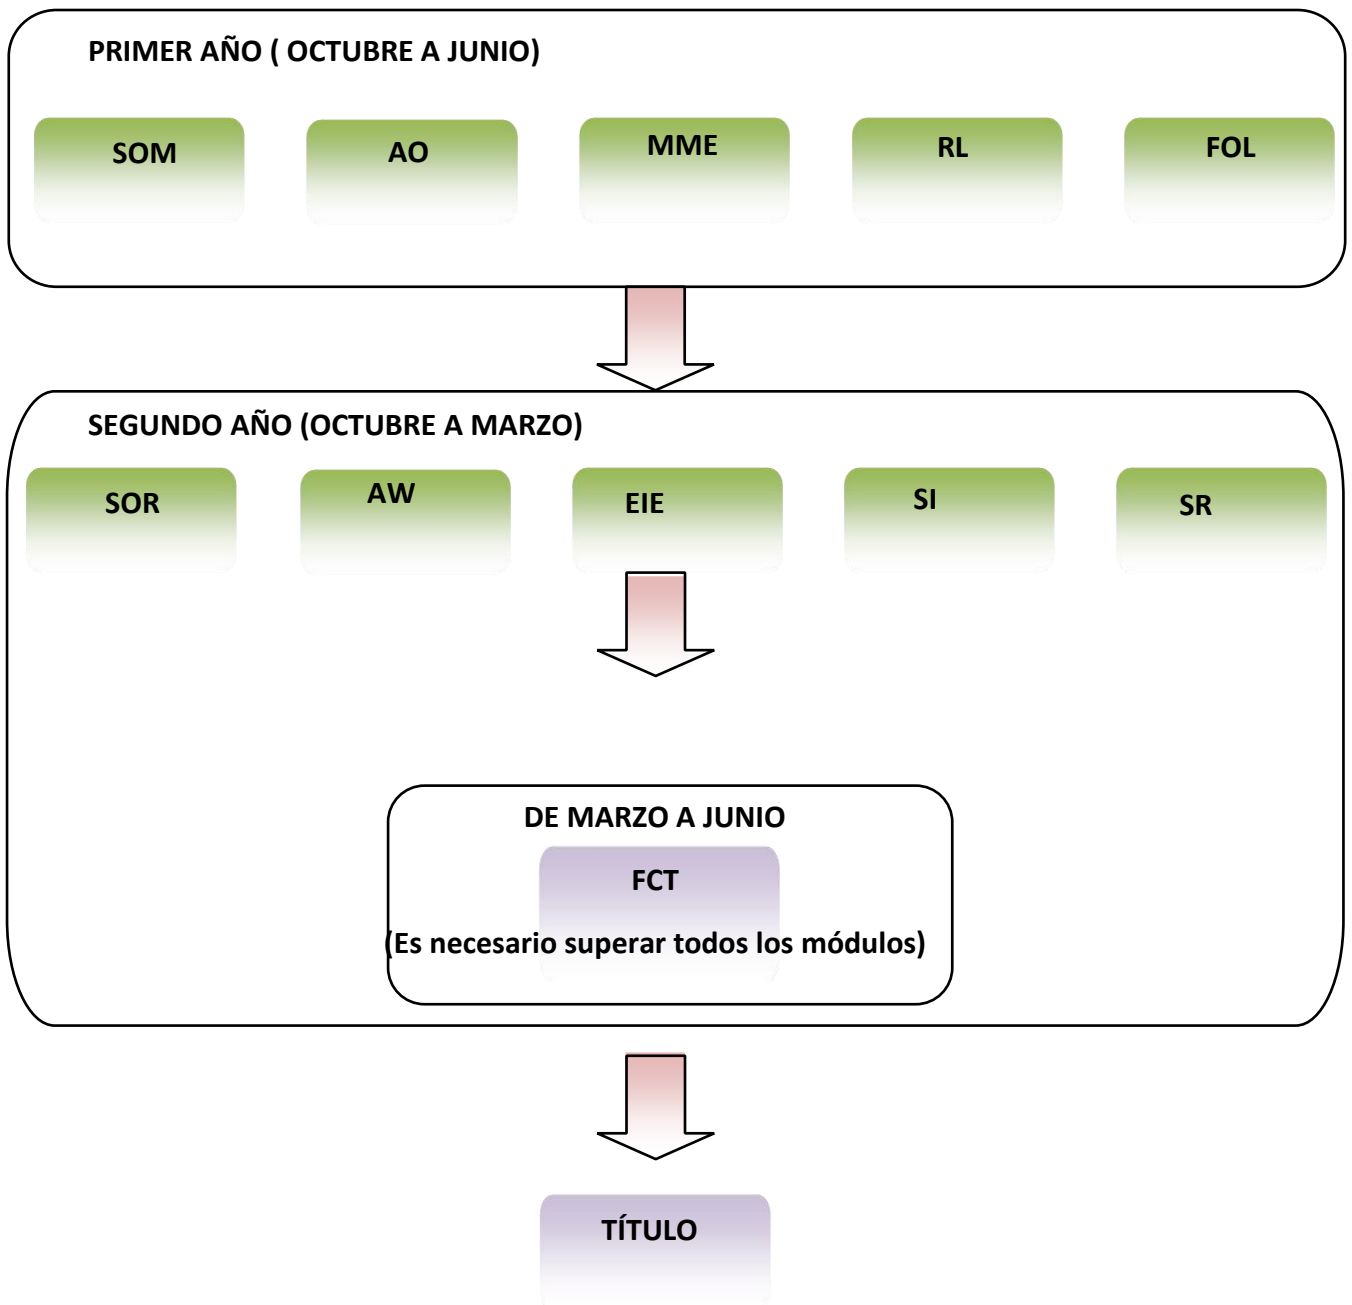 PRIMER AÑO ( OCTUBRE A JUNIO)
SOM
AO
MME
RL
FOL
SEGUNDO AÑO (OCTUBRE A MARZO)
SOR
AW
EIE
SI
SR
DE MARZO A JUNIO
FCT
(Es necesario superar todos los módulos)
TÍTULO